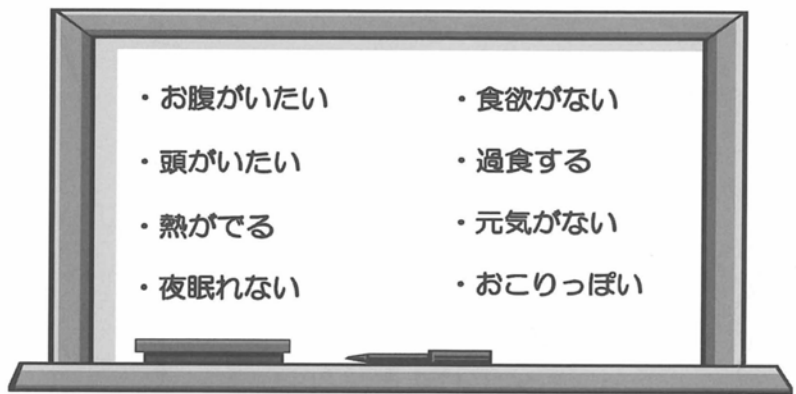 ・お腹がいたい
・頭がいたい
・熱がでる
・夜眠れない
・食欲がない
・過食する
・元気がない
・おこりっぽい